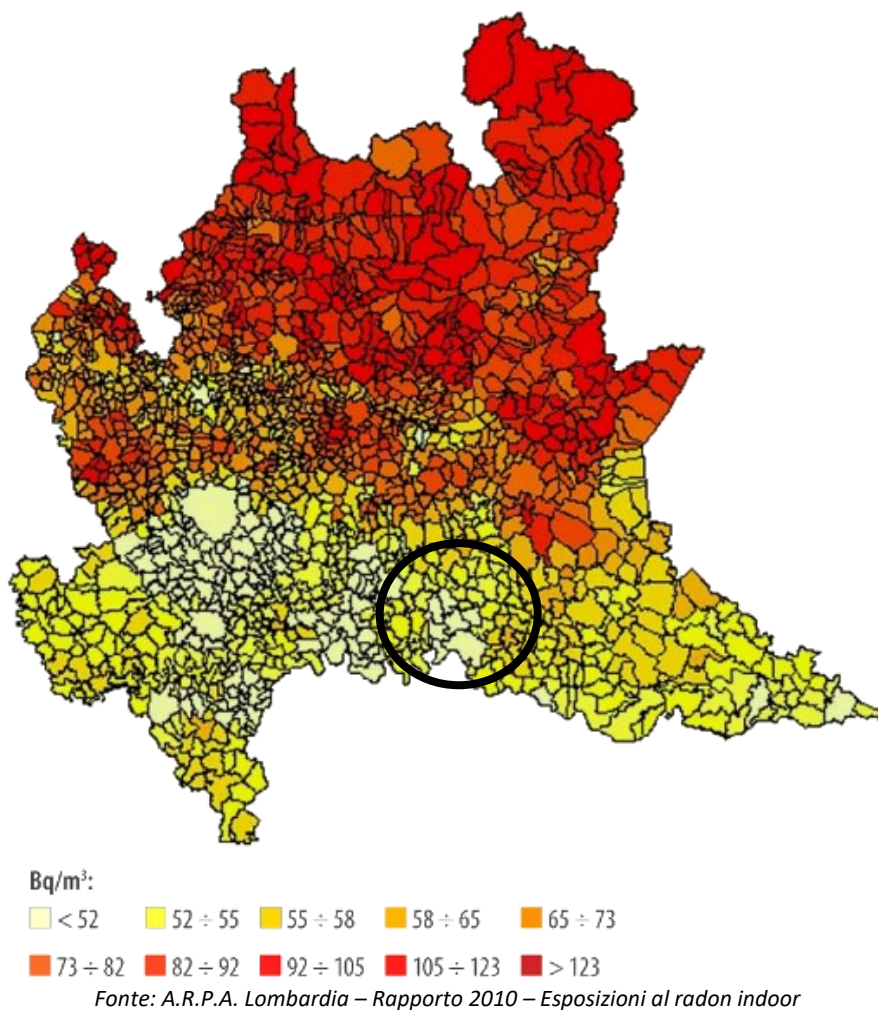 Bq/m³:
< 52 52 ÷ 55 55 ÷ 58 58 ÷ 65 65 ÷ 73
73 ÷ 82 82 ÷ 92 92 ÷ 105 105 ÷ 123 > 123
Fonte: A.R.P.A. Lombardia – Rapporto 2010 – Esposizioni al radon indoor